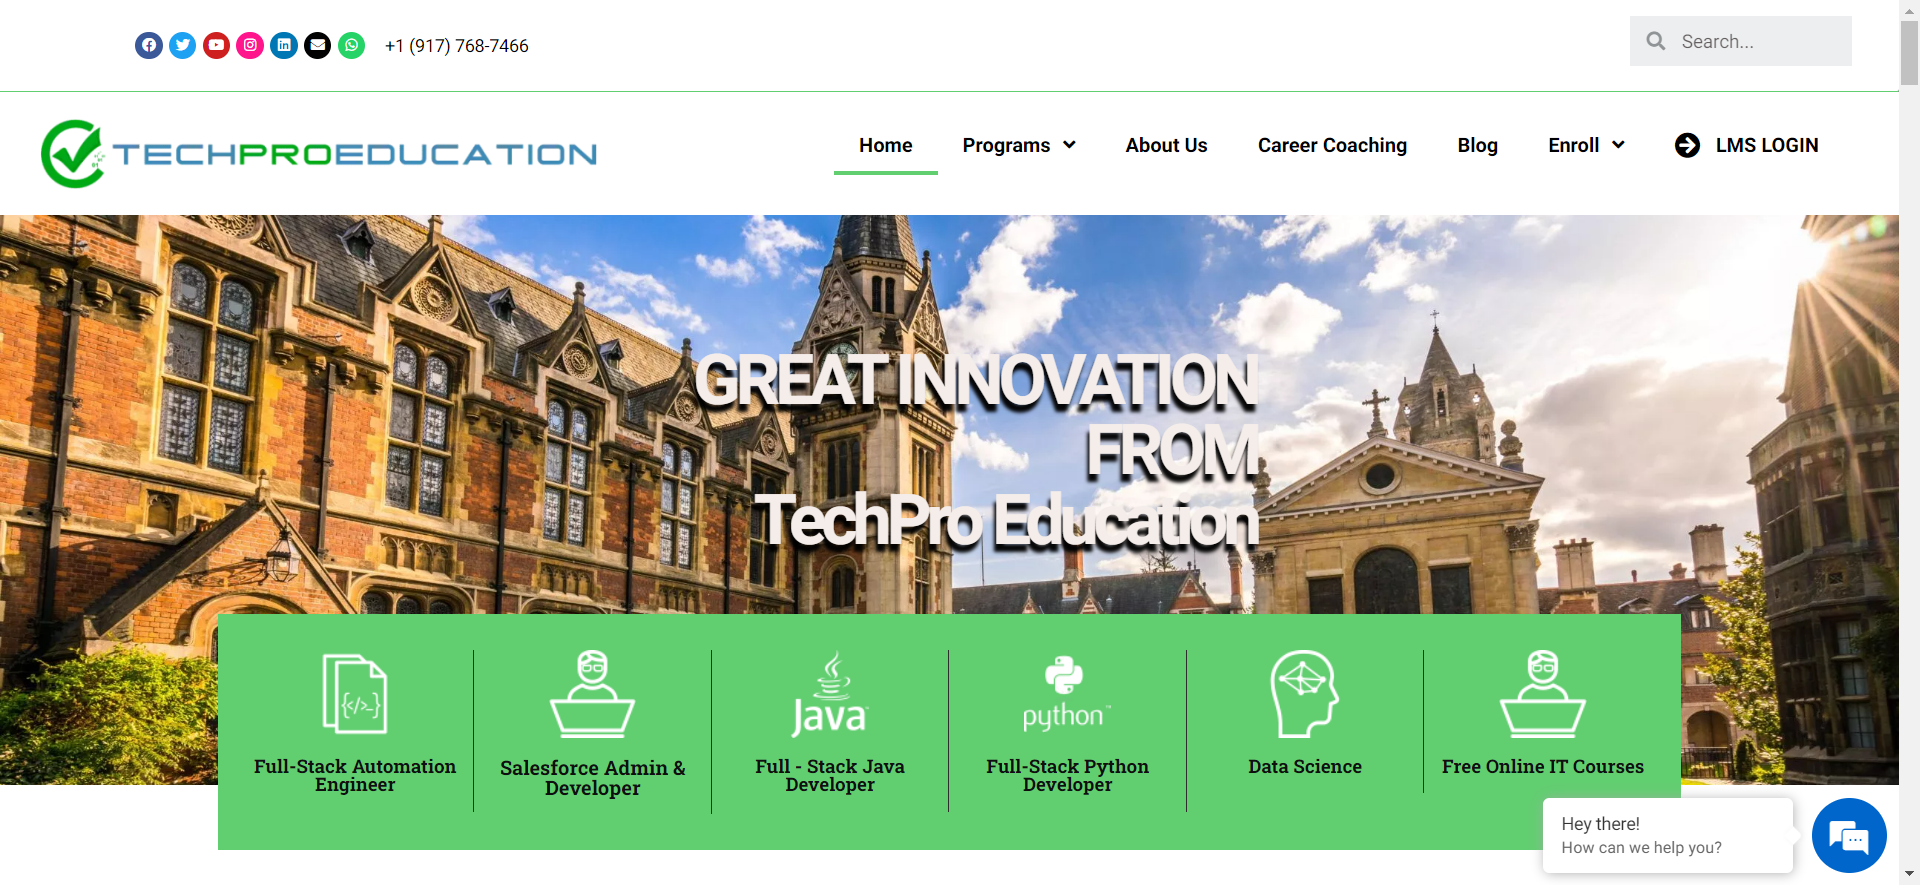 +1 (917) 768-7466
Search...
TECHPROEDUCATION
Home
Programs
About Us
Career Coaching
Blog
Enroll
LMS LOGIN
GREAT INNOVATION
FROM
TechPro Education
</_>
Full-Stack Automation
Engineer
Salesforce Admin &
Developer
Java
Full - Stack Java
Developer
python™
Full-Stack Python
Developer
Data Science
Free Online IT Courses
Hey there!
How can we help you?